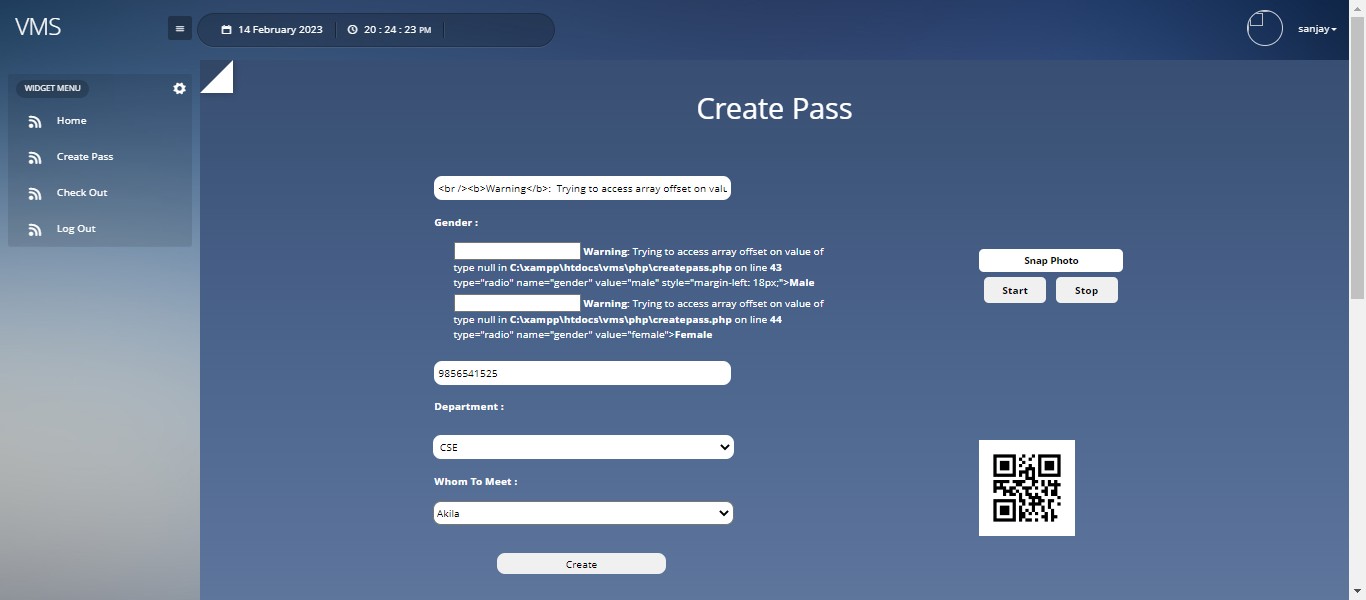 VMS
14 February 2023
20 : 24 : 23 PM
sanjay
WIDGET MENU
Home
Create Pass
Check Out
Log Out
Create Pass
<br /><b>Warning</b>:  Trying to access array offset on valu
Gender :
Warning: Trying to access array offset on value of
type null in C:\xampp\htdocs\vms\php\createpass.php on line 43
type="radio" name="gender" value="male" style="margin-left: 18px;">Male
Warning: Trying to access array offset on value of
type null in C:\xampp\htdocs\vms\php\createpass.php on line 44
type="radio" name="gender" value="female">Female
9856541525
Department :
CSE
Whom To Meet :
Akila
Create
Snap Photo
Start
Stop